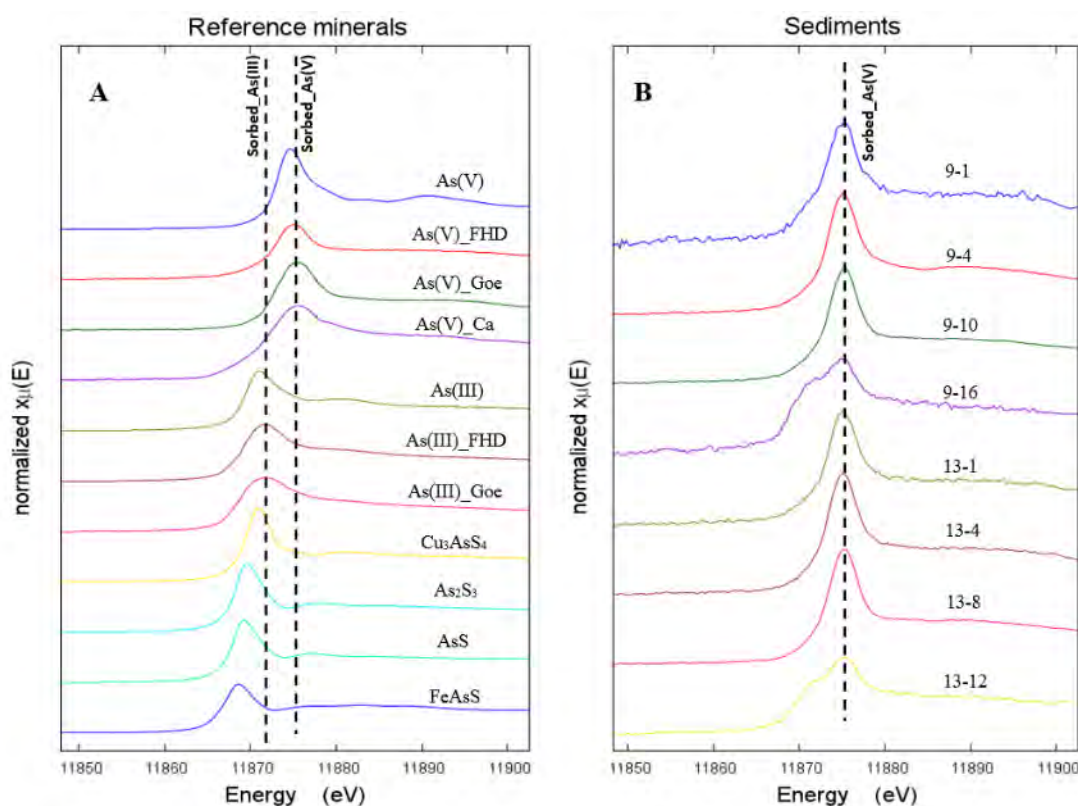 Reference minerals
A
Sorbed_As(III)
Sorbed_As(V)
As(V)
As(V)_FHD
As(V)_Goe
As(V)_Ca
As(III)
As(III)_FHD
As(III)_Goe
Cu₃AsS₄
As₂S₃
AsS
FeAsS
normalized xμ(E)
11850 11860 11870 11880 11890 11900
Energy (eV)
Sediments
B
Sorbed_As(V)
9-1
9-4
9-10
9-16
13-1
13-4
13-8
13-12
normalized xμ(E)
11850 11860 11870 11880 11890 11900
Energy (eV)